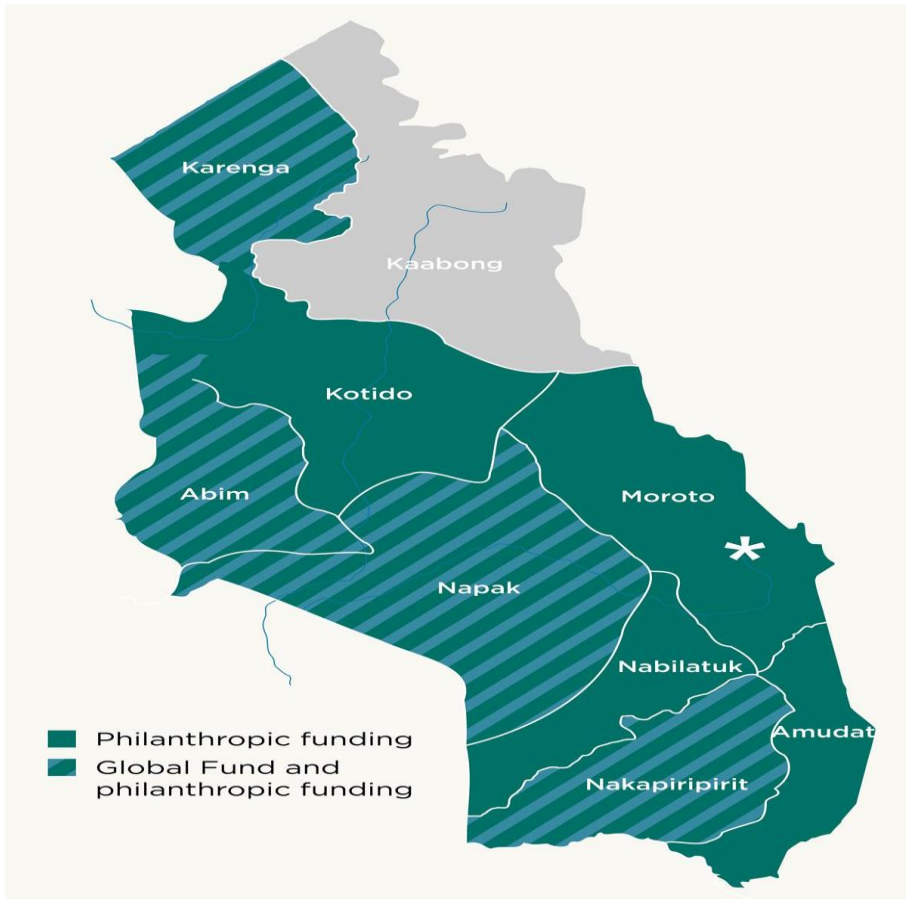 Karenga
Kaabong
Kotido
Abim
Moroto
*
Napak
Nabilatuk
Amudat
Nakapiripirit
Philanthropic funding
Global Fund and
philanthropic funding